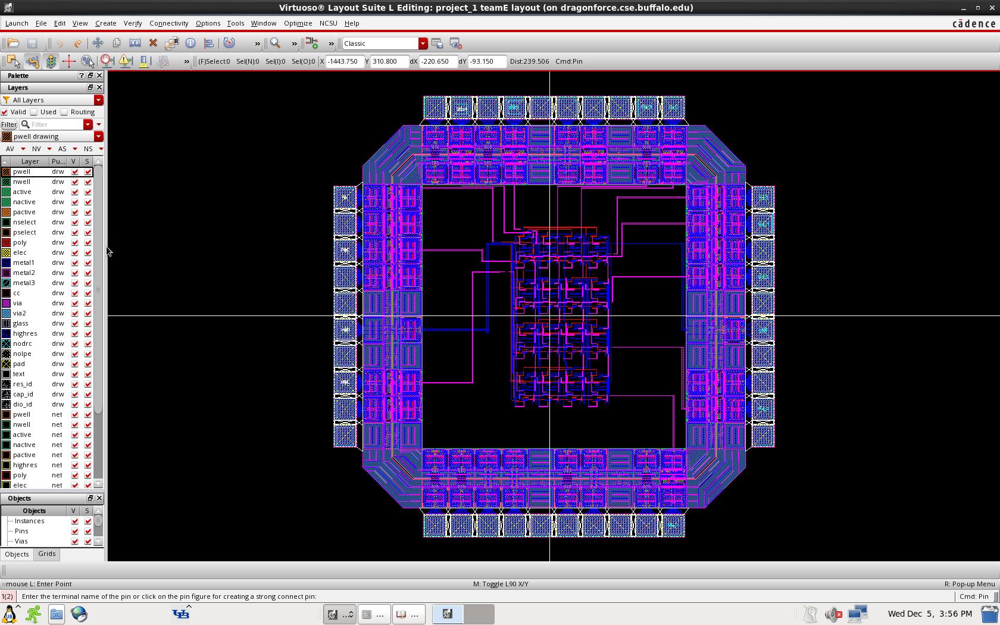 Virtuoso® Layout Suite L Editing: project_1 teamE layout (on dragonforce.cse.buffalo.edu)
Launch File Edit View Create Verify Connectivity Options Tools Window Optimize NCSU Help cādence
» » » Classic
» (F)Select:0 Sel(N):0 Sel(I):0 Sel(O):0 X -1443.750 Y 310.800 dX -220.650 dY -93.150 Dist:239.506 Cmd:Pin
Palette ?
Layers
All Layers
Valid Used Routing
Filter Filter
pwell drawing
AV NV AS NS
Layer Pu... V S
pwell drw
nwell drw
active drw
nactive drw
pactive drw
nselect drw
pselect drw
poly drw
elec drw
metal1 drw
metal2 drw
metal3 drw
cc drw
via drw
via2 drw
glass drw
highres drw
nodrc drw
nolpe drw
pad drw
text drw
res_id drw
cap_id drw
dio_id drw
pwell net
nwell net
active net
nactive net
pactive net
highres net
poly net
elec net
Objects
Objects V S
Instances
Pins
Vias
Objects Grids
mouse L: Enter Point M: Toggle L90 X/Y R: Pop-up Menu
1(2) Enter the terminal name of the pin or click on the pin figure for creating a strong connect pin: Cmd: Pin
UB ... ... ... Wed Dec 5, 3:56 PM